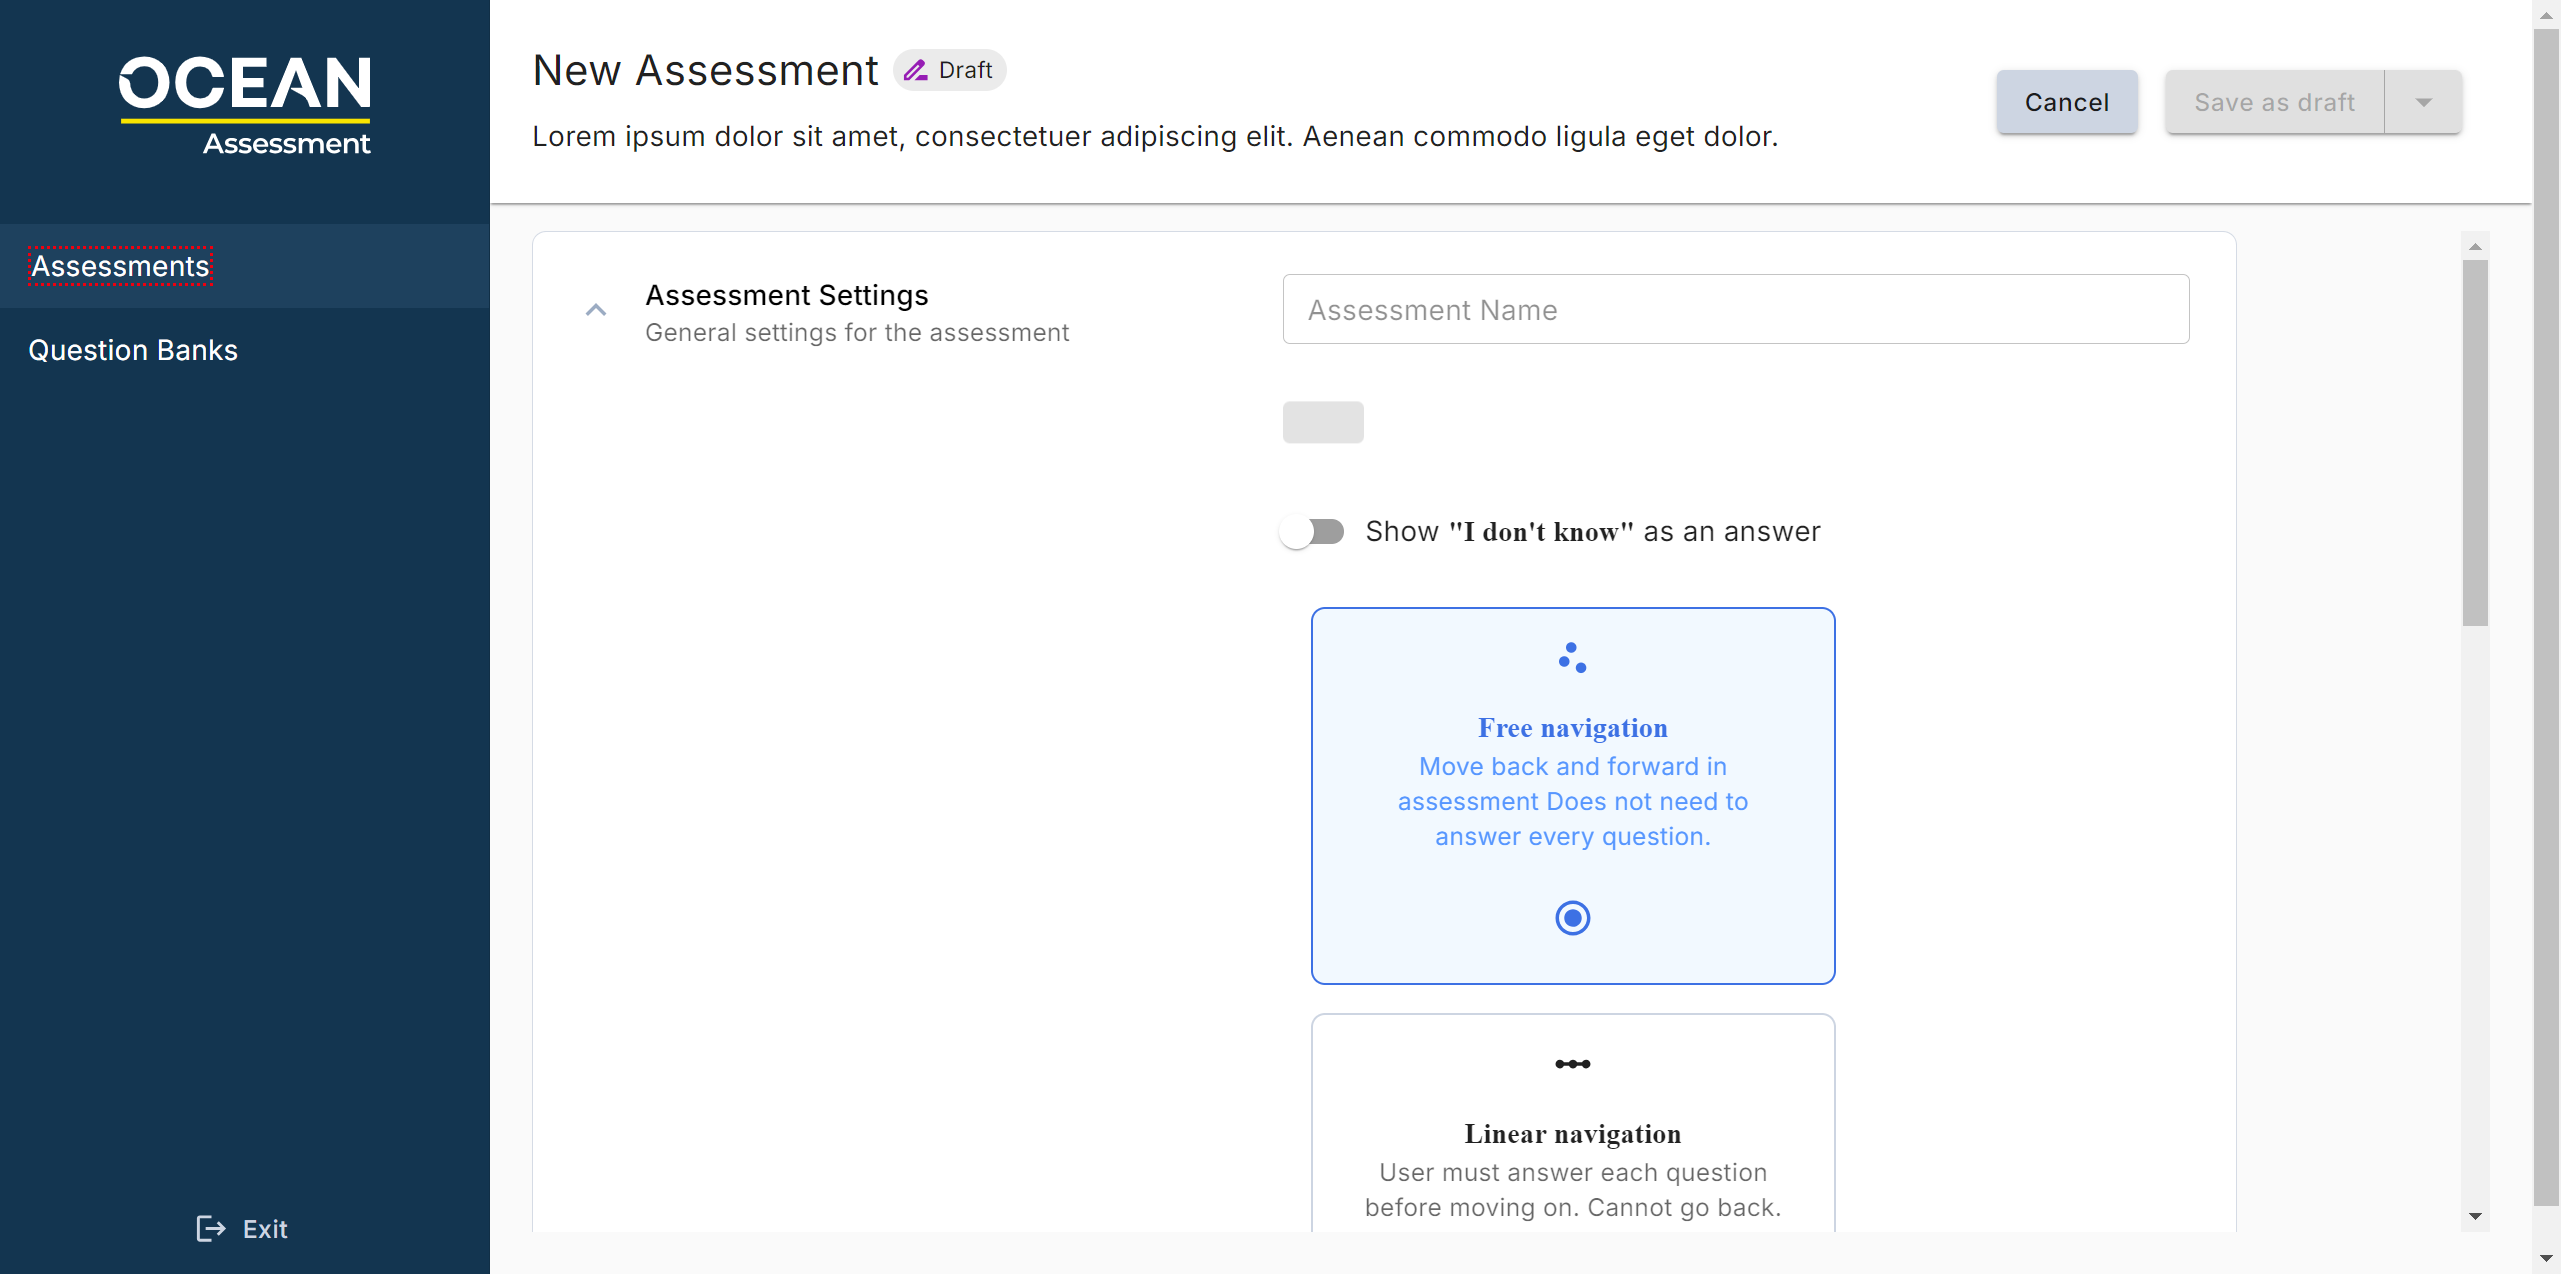 OCEAN
Assessment
Assessments
Question Banks
Exit
New Assessment
Draft
Lorem ipsum dolor sit amet, consectetuer adipiscing elit. Aenean commodo ligula eget dolor.
Cancel
Save as draft
Assessment Settings
General settings for the assessment
Assessment Name
Show "I don't know" as an answer
Free navigation
Move back and forward in
assessment Does not need to
answer every question.
Linear navigation
User must answer each question
before moving on. Cannot go back.